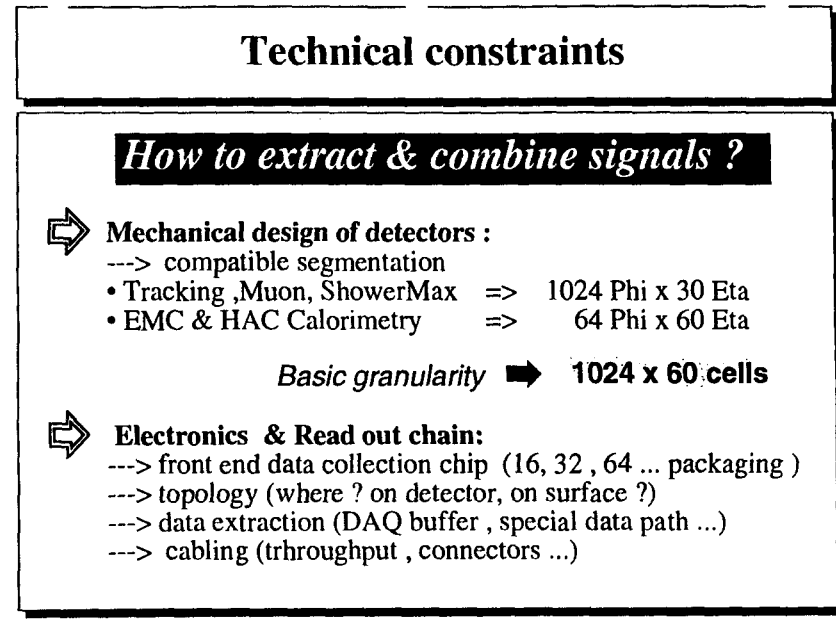 Technical constraints
How to extract & combine signals ?
Mechanical design of detectors :
---> compatible segmentation
• Tracking ,Muon, ShowerMax => 1024 Phi x 30 Eta
• EMC & HAC Calorimetry => 64 Phi x 60 Eta
Basic granularity ➡ 1024 x 60 cells
Electronics & Read out chain:
---> front end data collection chip (16, 32 , 64 ... packaging )
---> topology (where ? on detector, on surface ?)
---> data extraction (DAQ buffer , special data path ...)
---> cabling (trhroughput , connectors ...)